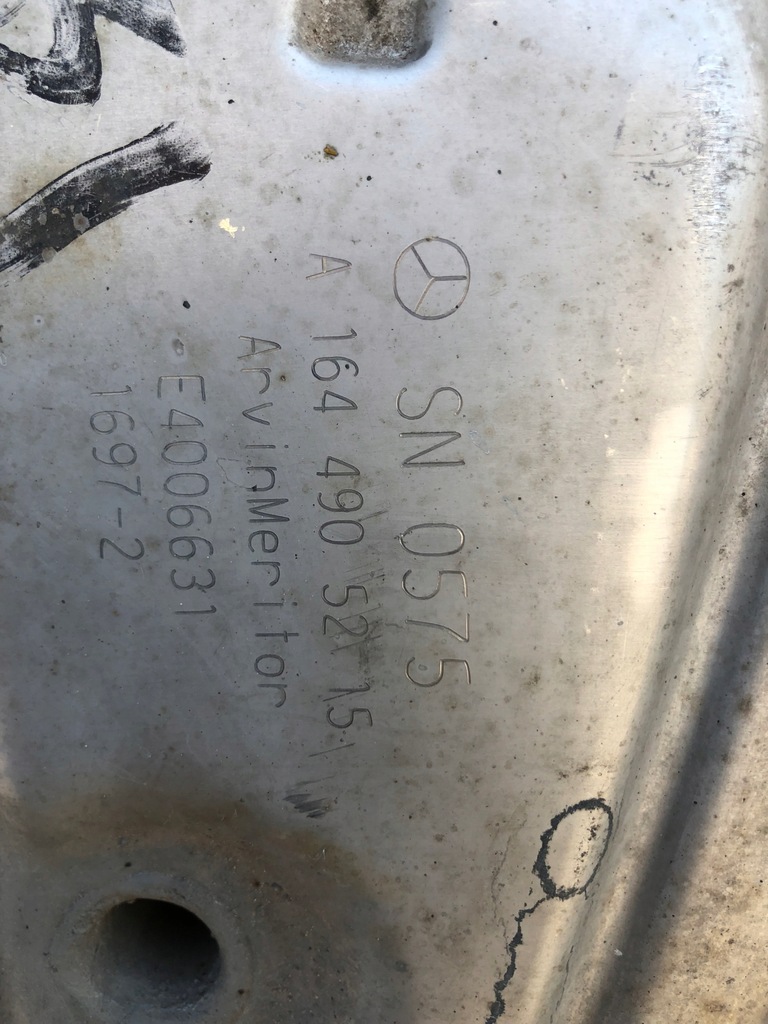 SN 0575
A 164 490 52 15
ArvinMeritor
E4006631
1697-2